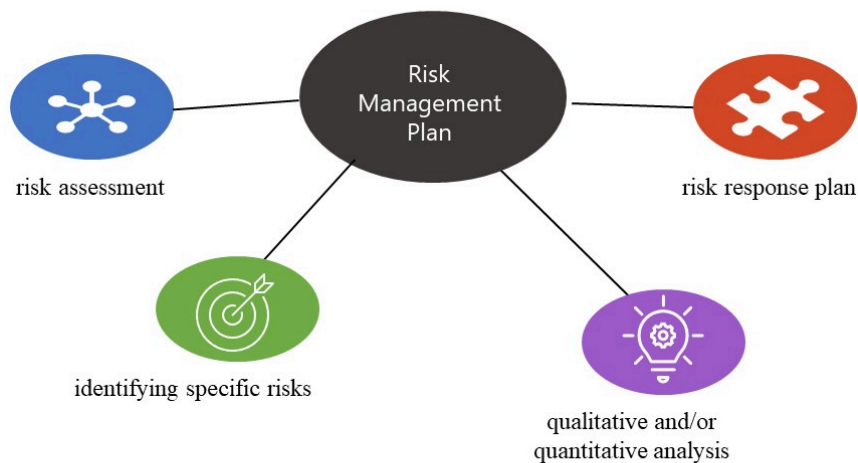 Risk
Management
Plan
risk assessment
risk response plan
identifying specific risks
qualitative and/or
quantitative analysis